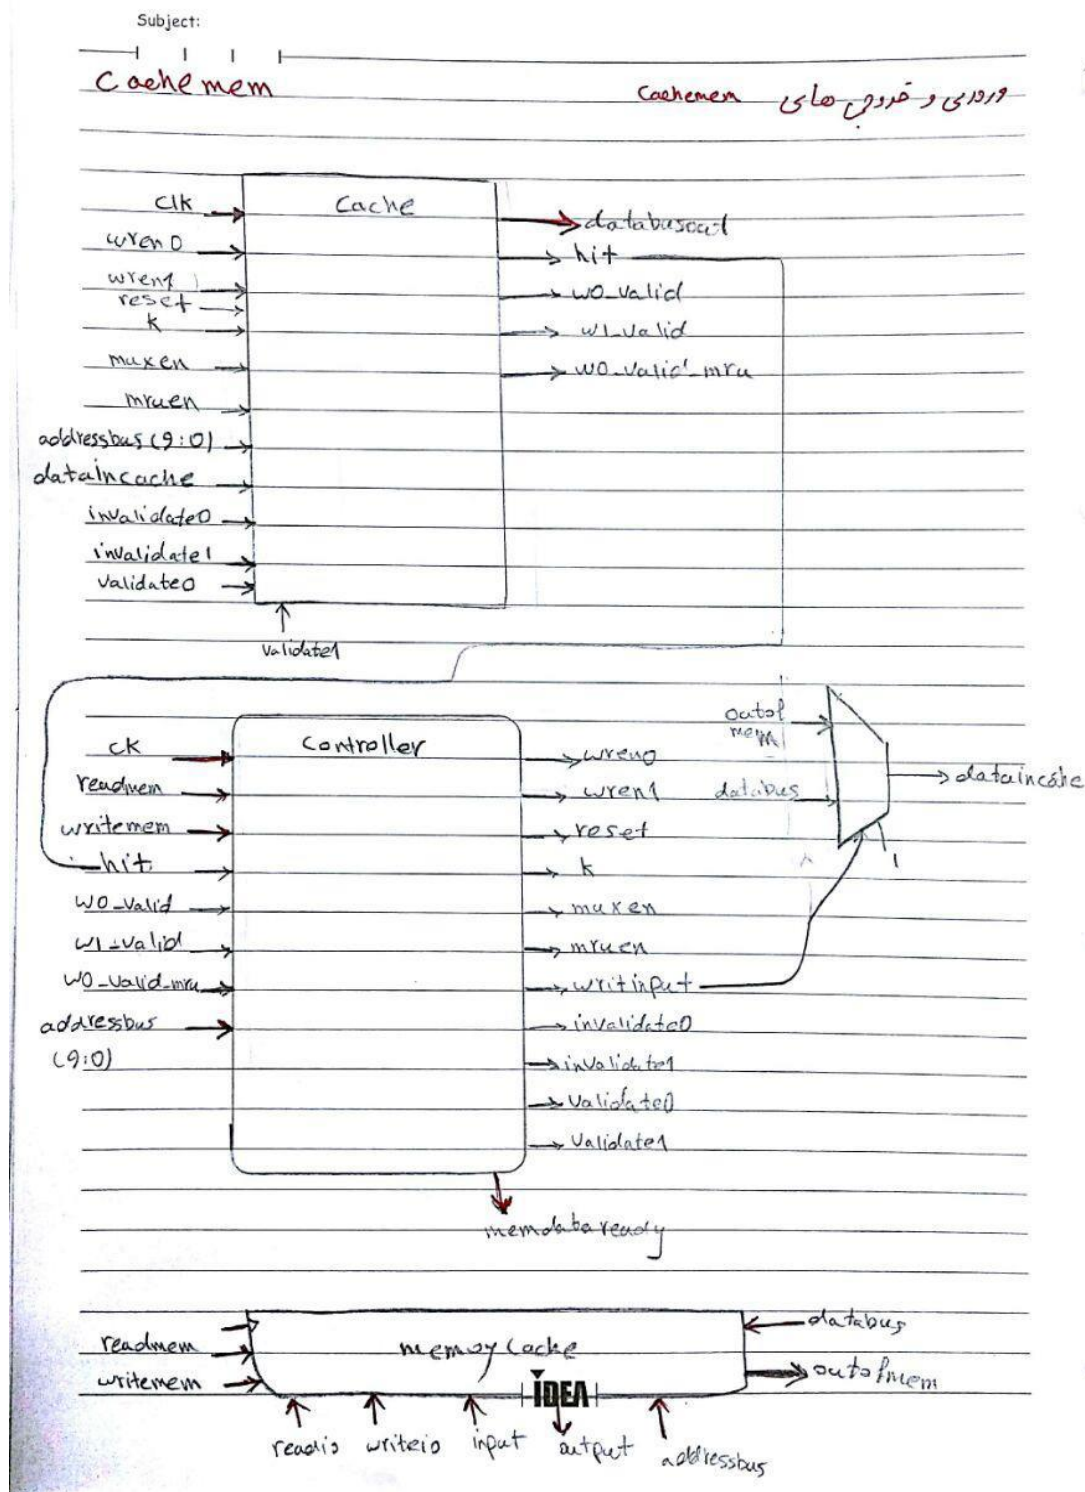 Subject:
Cachemem
ورودی و خروجی های Cachemem
Cache
clk
wren0
wren1
reset
k
muxen
mruen
addressbus (9:0)
dataincache
invalidate0
invalidate1
validate0
validate1
databusout
hit
w0_valid
w1_valid
w0_valid_mru
Controller
ck
readmem
writemem
hit
w0_valid
w1_valid
w0_valid_mru
addressbus
(9:0)
wren0
wren1
reset
k
muxen
mruen
writinput
invalidate0
invalidate1
validate0
validate1
memdataready
outof
mem
databus
dataincache
1
memoy Cache
readmem
writemem
databus
outofmem
IDEA
readio
writeio
input
output
addressbus